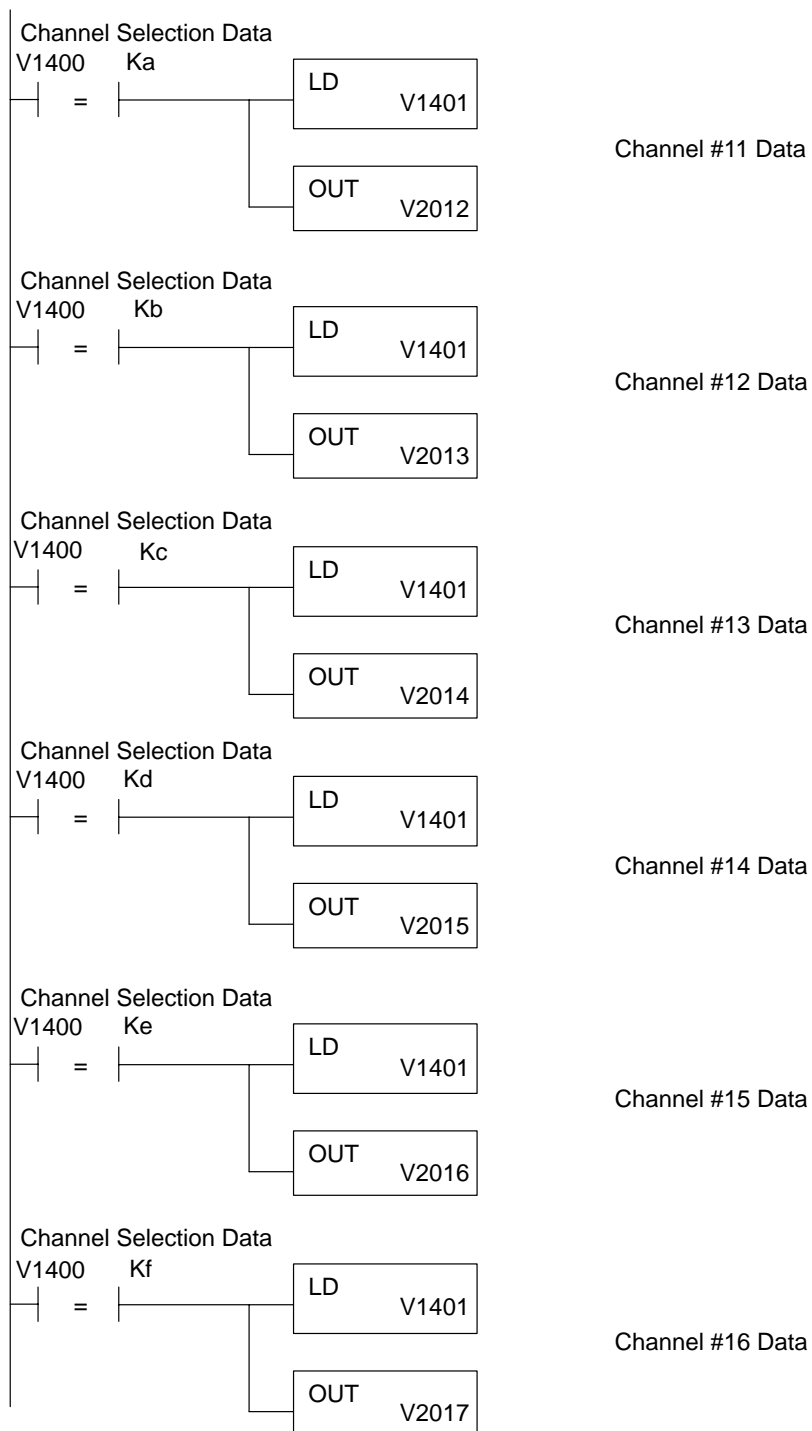 Channel Selection Data
V1400 Ka
=
LD
V1401
Channel #11 Data
OUT
V2012
Channel Selection Data
V1400 Kb
=
LD
V1401
Channel #12 Data
OUT
V2013
Channel Selection Data
V1400 Kc
=
LD
V1401
Channel #13 Data
OUT
V2014
Channel Selection Data
V1400 Kd
=
LD
V1401
Channel #14 Data
OUT
V2015
Channel Selection Data
V1400 Ke
=
LD
V1401
Channel #15 Data
OUT
V2016
Channel Selection Data
V1400 Kf
=
LD
V1401
Channel #16 Data
OUT
V2017